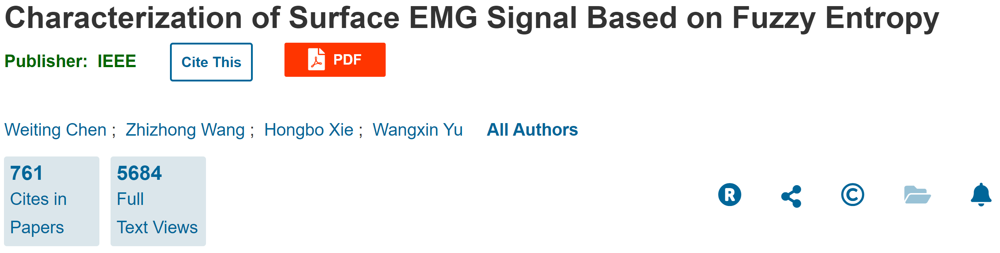 Characterization of Surface EMG Signal Based on Fuzzy Entropy
Publisher: IEEE Cite This PDF
Weiting Chen ; Zhizhong Wang ; Hongbo Xie ; Wangxin Yu All Authors
761 5684
Cites in Full
Papers Text Views